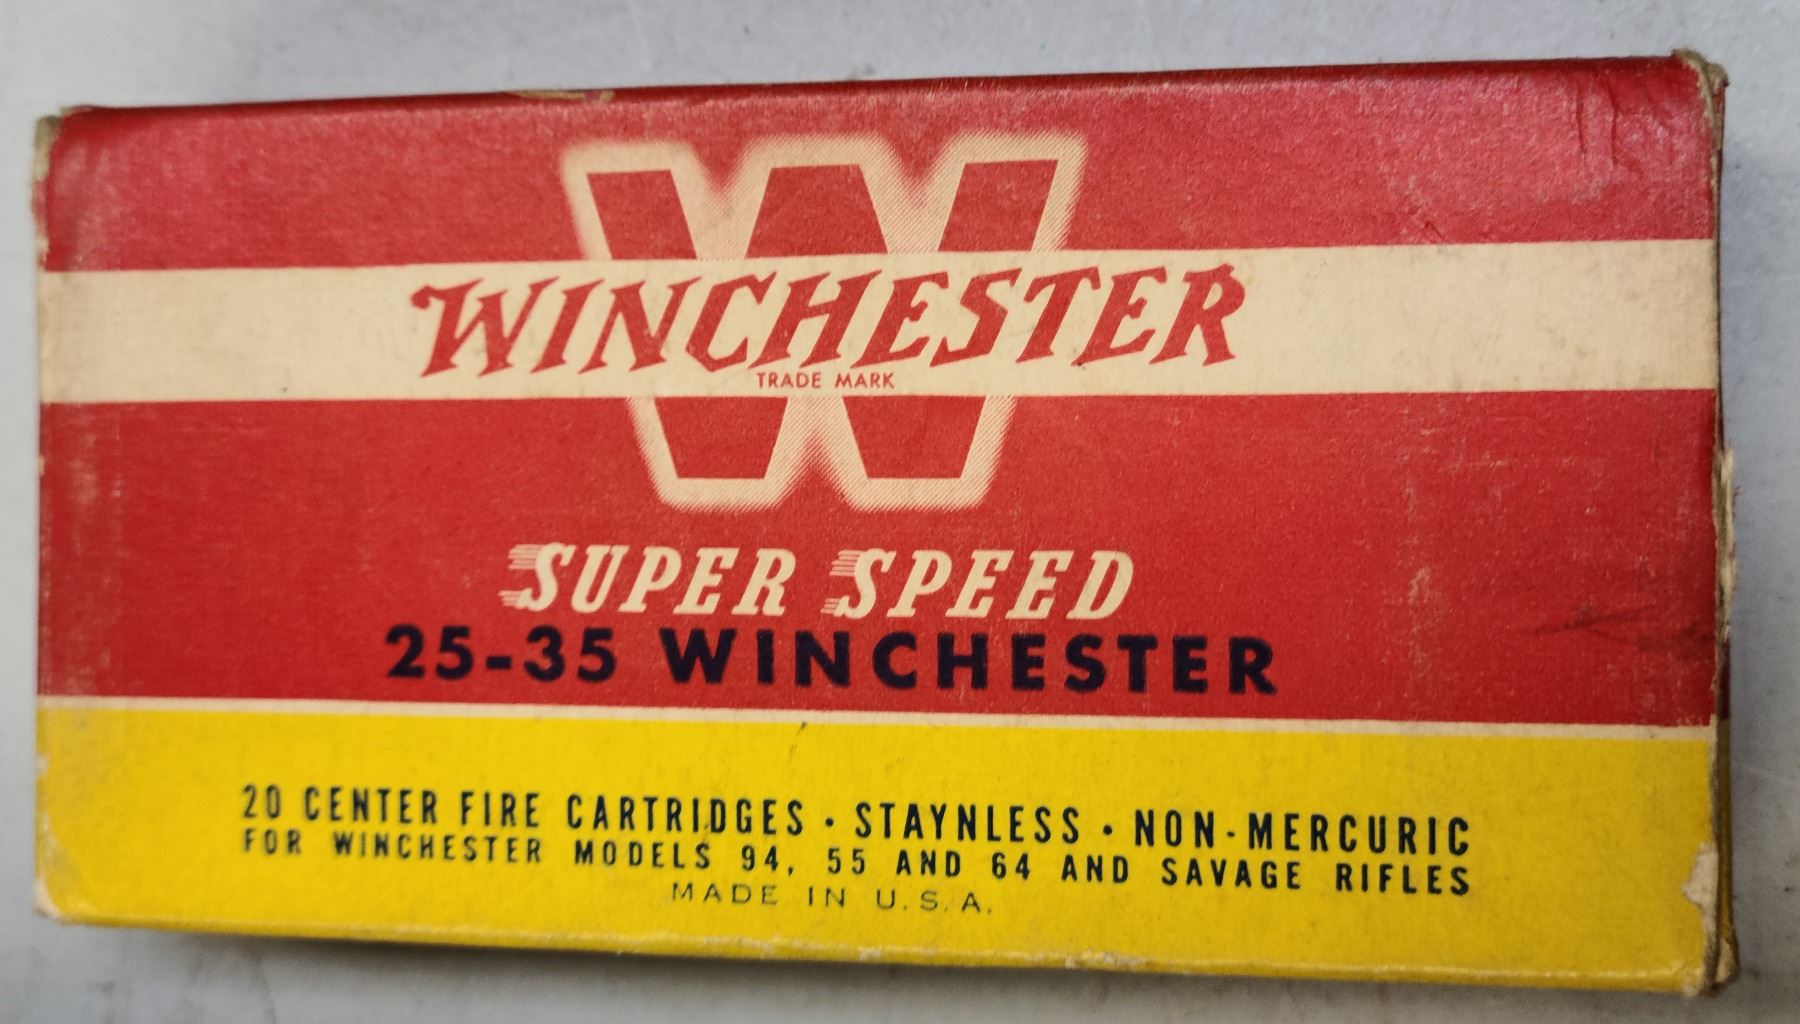 W
WINCHESTER
TRADE MARK
SUPER SPEED
25-35 WINCHESTER
20 CENTER FIRE CARTRIDGES · STAYNLESS · NON-MERCURIC
FOR WINCHESTER MODELS 94, 55 AND 64 AND SAVAGE RIFLES
MADE IN U.S.A.